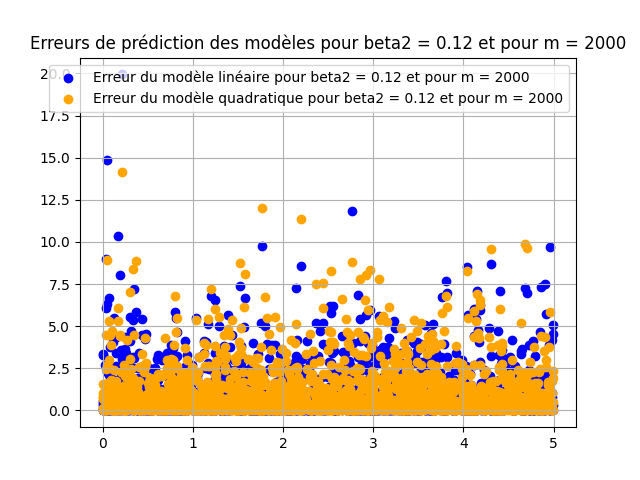 Erreurs de prédiction des modèles pour beta2 = 0.12 et pour m = 2000
Erreur du modèle linéaire pour beta2 = 0.12 et pour m = 2000
Erreur du modèle quadratique pour beta2 = 0.12 et pour m = 2000
20.0
17.5
15.0
12.5
10.0
7.5
5.0
2.5
0.0
0 1 2 3 4 5